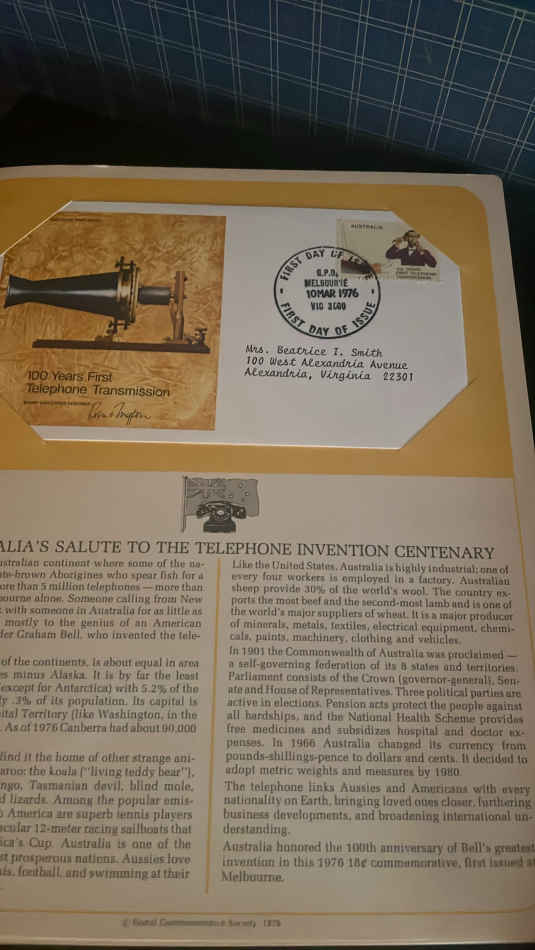 FIRST DAY OF ISSUE
G.P.O.
MELBOURNE
10 MAR 1976
VIC 3000
FIRST DAY OF ISSUE
AUSTRALIA
Mrs. Beatrice I. Smith
100 West Alexandria Avenue
Alexandria, Virginia 22301
100 Years First
Telephone Transmission
ALIA'S SALUTE TO THE TELEPHONE INVENTION CENTENARY
ustralian continent where some of the na-
te-brown Aborigines who spear fish for a
ore than 5 million telephones — more than
bourne alone. Someone calling from New
with someone in Australia for as little as
mostly to the genius of an American
der Graham Bell, who invented the tele-
of the continents, is about equal in area
es minus Alaska. It is by far the least
(except for Antarctica) with 5.2% of the
ly .3% of its population. Its capital is
ital Territory (like Washington, in the
. As of 1976 Canberra had about 90,000
find it the home of other strange ani-
aroo: the koala ("living teddy bear"),
ngo, Tasmanian devil, blind mole,
d lizards. Among the popular emis-
America are superb tennis players
acular 12-meter racing sailboats that
ica's Cup. Australia is one of the
st prosperous nations. Aussies love
is, football, and swimming at their
Like the United States, Australia is highly industrial; one of
every four workers is employed in a factory. Australian
sheep provide 30% of the world's wool. The country ex-
ports the most beef and the second-most lamb and is one of
the world's major suppliers of wheat. It is a major producer
of minerals, metals, textiles, electrical equipment, chemi-
cals, paints, machinery, clothing and vehicles.
In 1901 the Commonwealth of Australia was proclaimed —
a self-governing federation of its 8 states and territories.
Parliament consists of the Crown (governor-general), Sen-
ate and House of Representatives. Three political parties are
active in elections. Pension acts protect the people against
all hardships, and the National Health Scheme provides
free medicines and subsidizes hospital and doctor ex-
penses. In 1966 Australia changed its currency from
pounds-shillings-pence to dollars and cents. It decided to
adopt metric weights and measures by 1980.
The telephone links Aussies and Americans with every
nationality on Earth, bringing loved ones closer, furthering
business developments, and broadening international un-
derstanding.
Australia honored the 100th anniversary of Bell's greatest
invention in this 1976 18¢ commemorative, first issued at
Melbourne.
© Postal Commemorative Society 1976